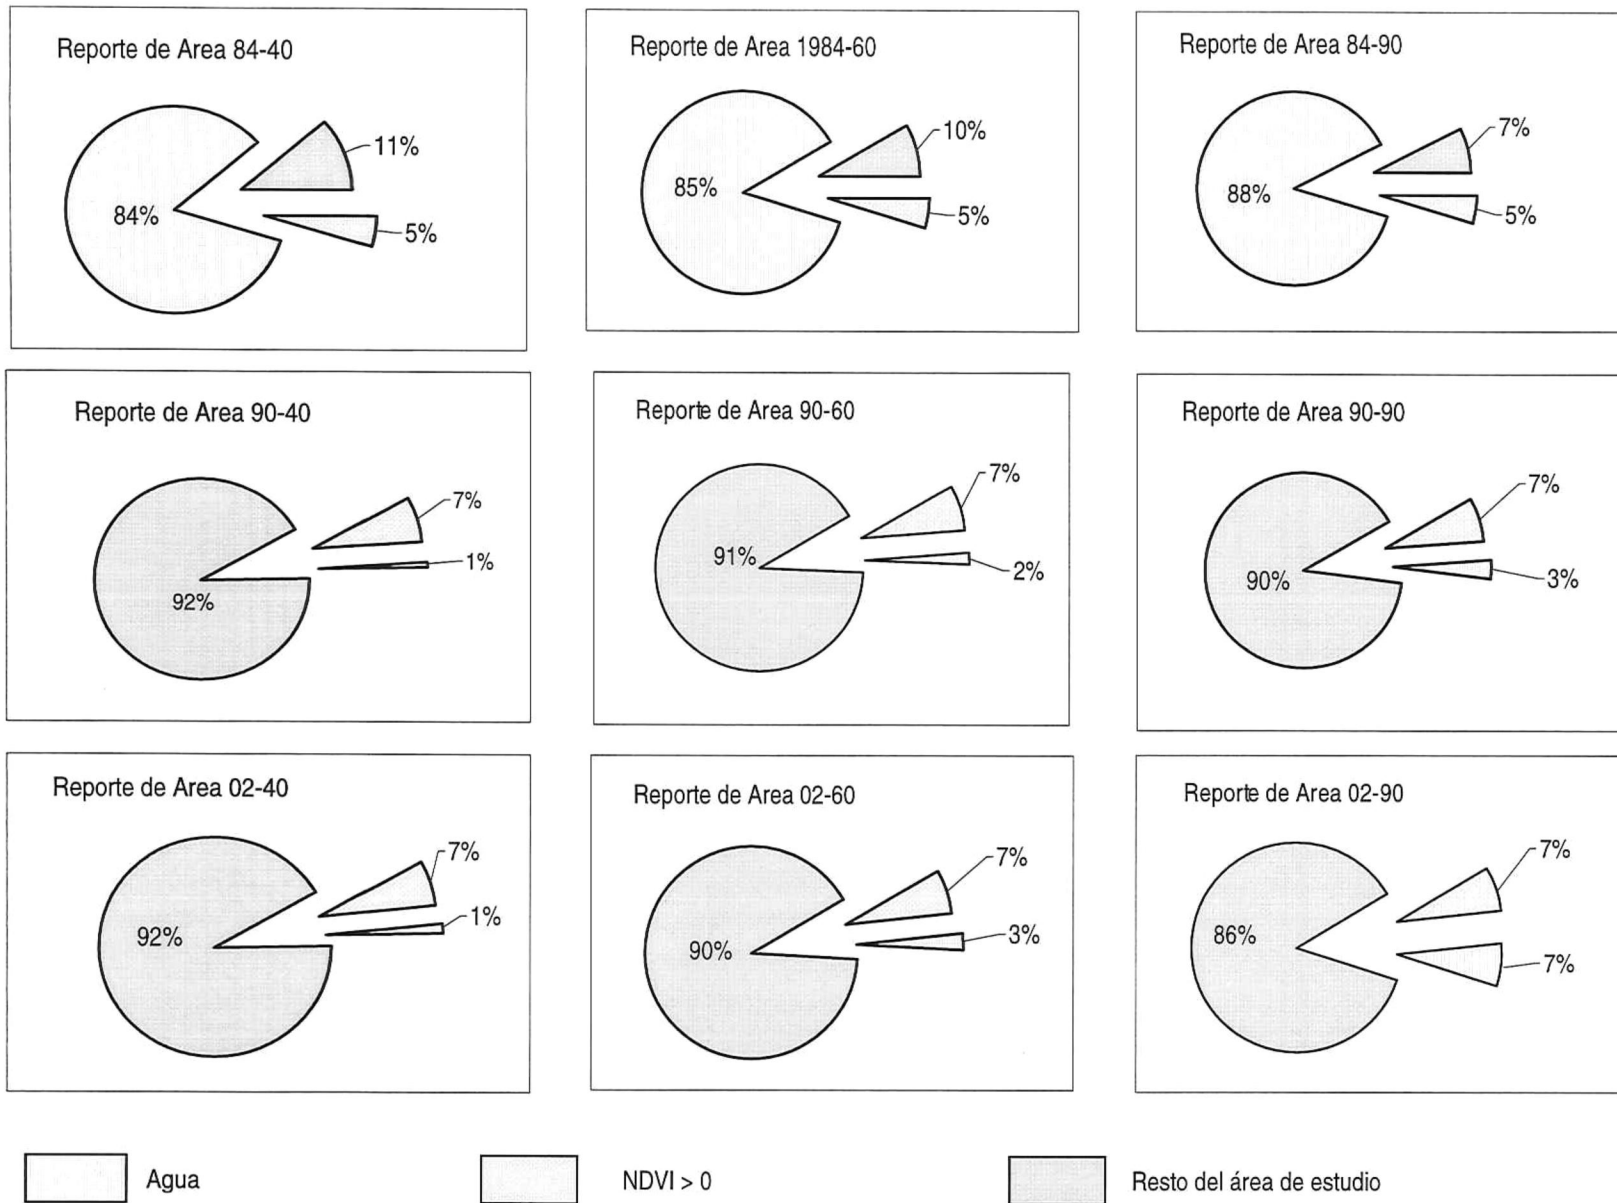 Reporte de Area 84-40
11%
84%
5%
Reporte de Area 1984-60
10%
85%
5%
Reporte de Area 84-90
7%
88%
5%
Reporte de Area 90-40
7%
1%
92%
Reporte de Area 90-60
7%
91%
2%
Reporte de Area 90-90
7%
90%
3%
Reporte de Area 02-40
7%
1%
92%
Reporte de Area 02-60
7%
90%
3%
Reporte de Area 02-90
7%
86%
7%
Agua
NDVI > 0
Resto del área de estudio